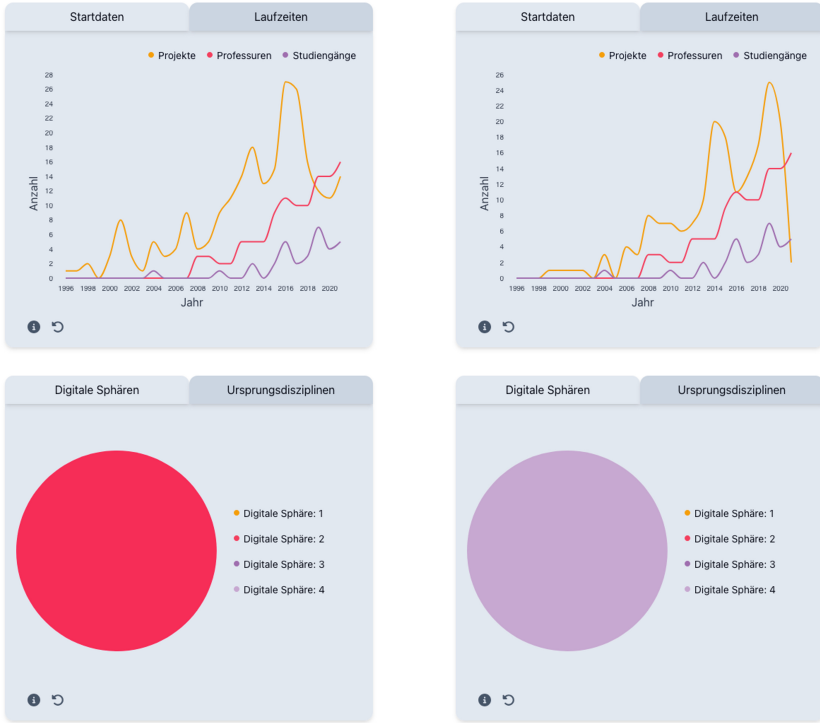 Startdaten Laufzeiten
Projekte Professuren Studiengänge
28
26
24
22
20
18
16
14
12
10
8
6
4
2
0
Anzahl
1996 1998 2000 2002 2004 2006 2008 2010 2012 2014 2016 2018 2020
Jahr
Startdaten Laufzeiten
Projekte Professuren Studiengänge
26
24
22
20
18
16
14
12
10
8
6
4
2
0
Anzahl
1996 1998 2000 2002 2004 2006 2008 2010 2012 2014 2016 2018 2020
Jahr
Digitale Sphären Ursprungsdisziplinen
Digitale Sphäre: 1
Digitale Sphäre: 2
Digitale Sphäre: 3
Digitale Sphäre: 4
Digitale Sphären Ursprungsdisziplinen
Digitale Sphäre: 1
Digitale Sphäre: 2
Digitale Sphäre: 3
Digitale Sphäre: 4